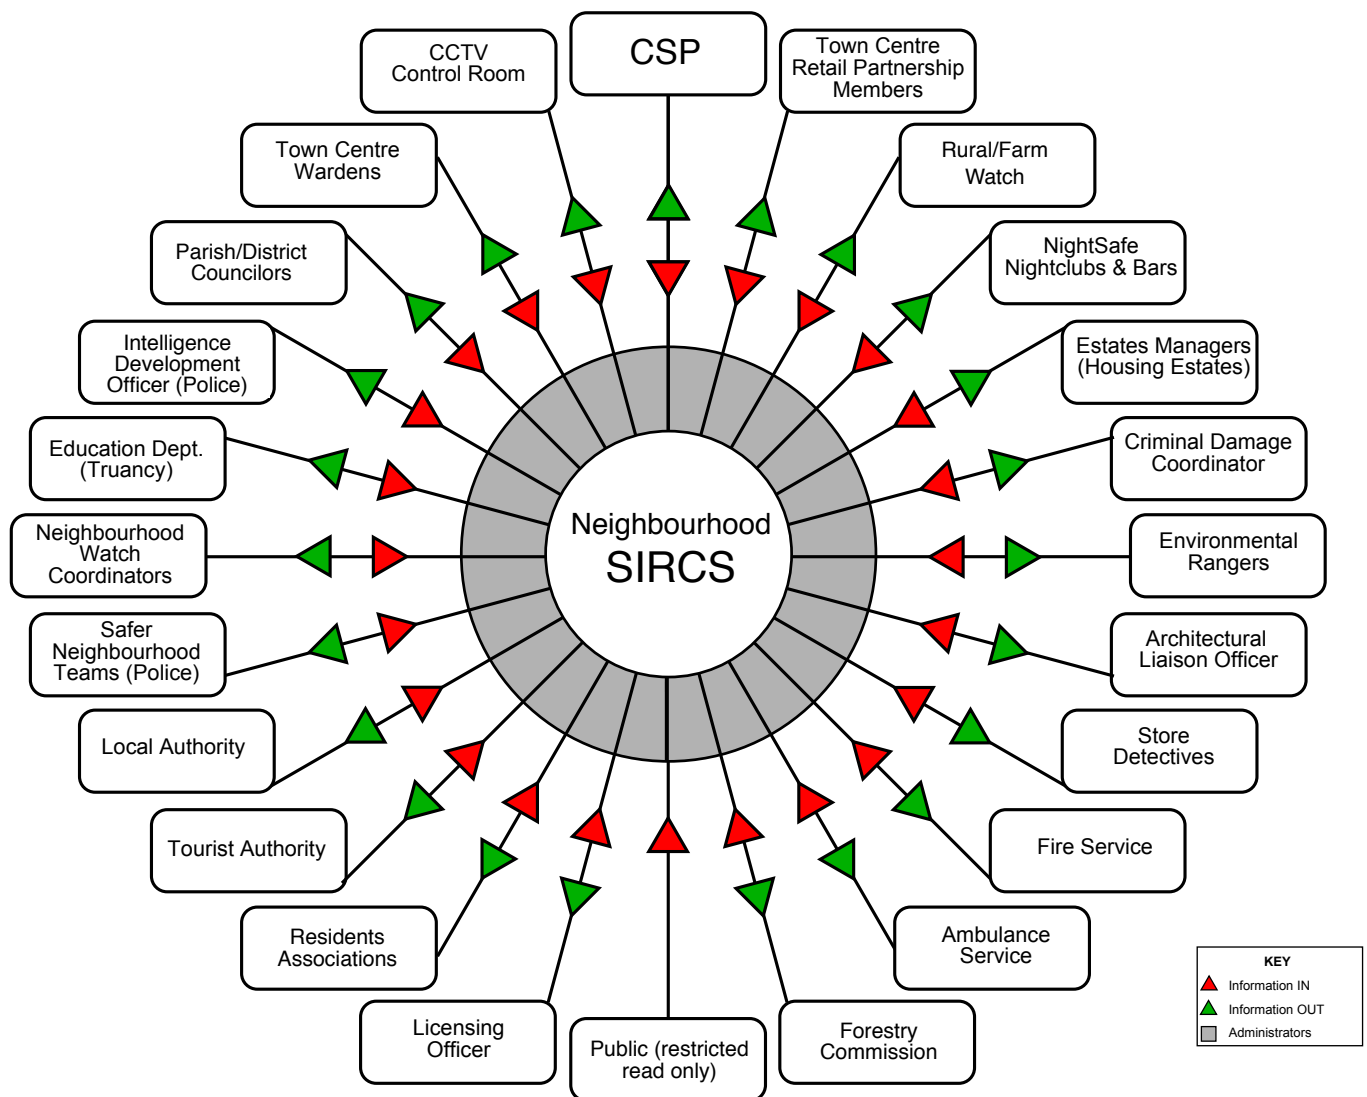 CSP
Town Centre
Retail Partnership
Members
Rural/Farm
Watch
NightSafe
Nightclubs & Bars
Estates Managers
(Housing Estates)
Criminal Damage
Coordinator
Environmental
Rangers
Architectural
Liaison Officer
Store
Detectives
Fire Service
Ambulance
Service
Forestry
Commission
Public (restricted
read only)
Licensing
Officer
Residents
Associations
Tourist Authority
Local Authority
Safer
Neighbourhood
Teams (Police)
Neighbourhood
Watch
Coordinators
Education Dept.
(Truancy)
Intelligence
Development
Officer (Police)
Parish/District
Councilors
Town Centre
Wardens
CCTV
Control Room
Neighbourhood
SIRCS
KEY
Information IN
Information OUT
Administrators